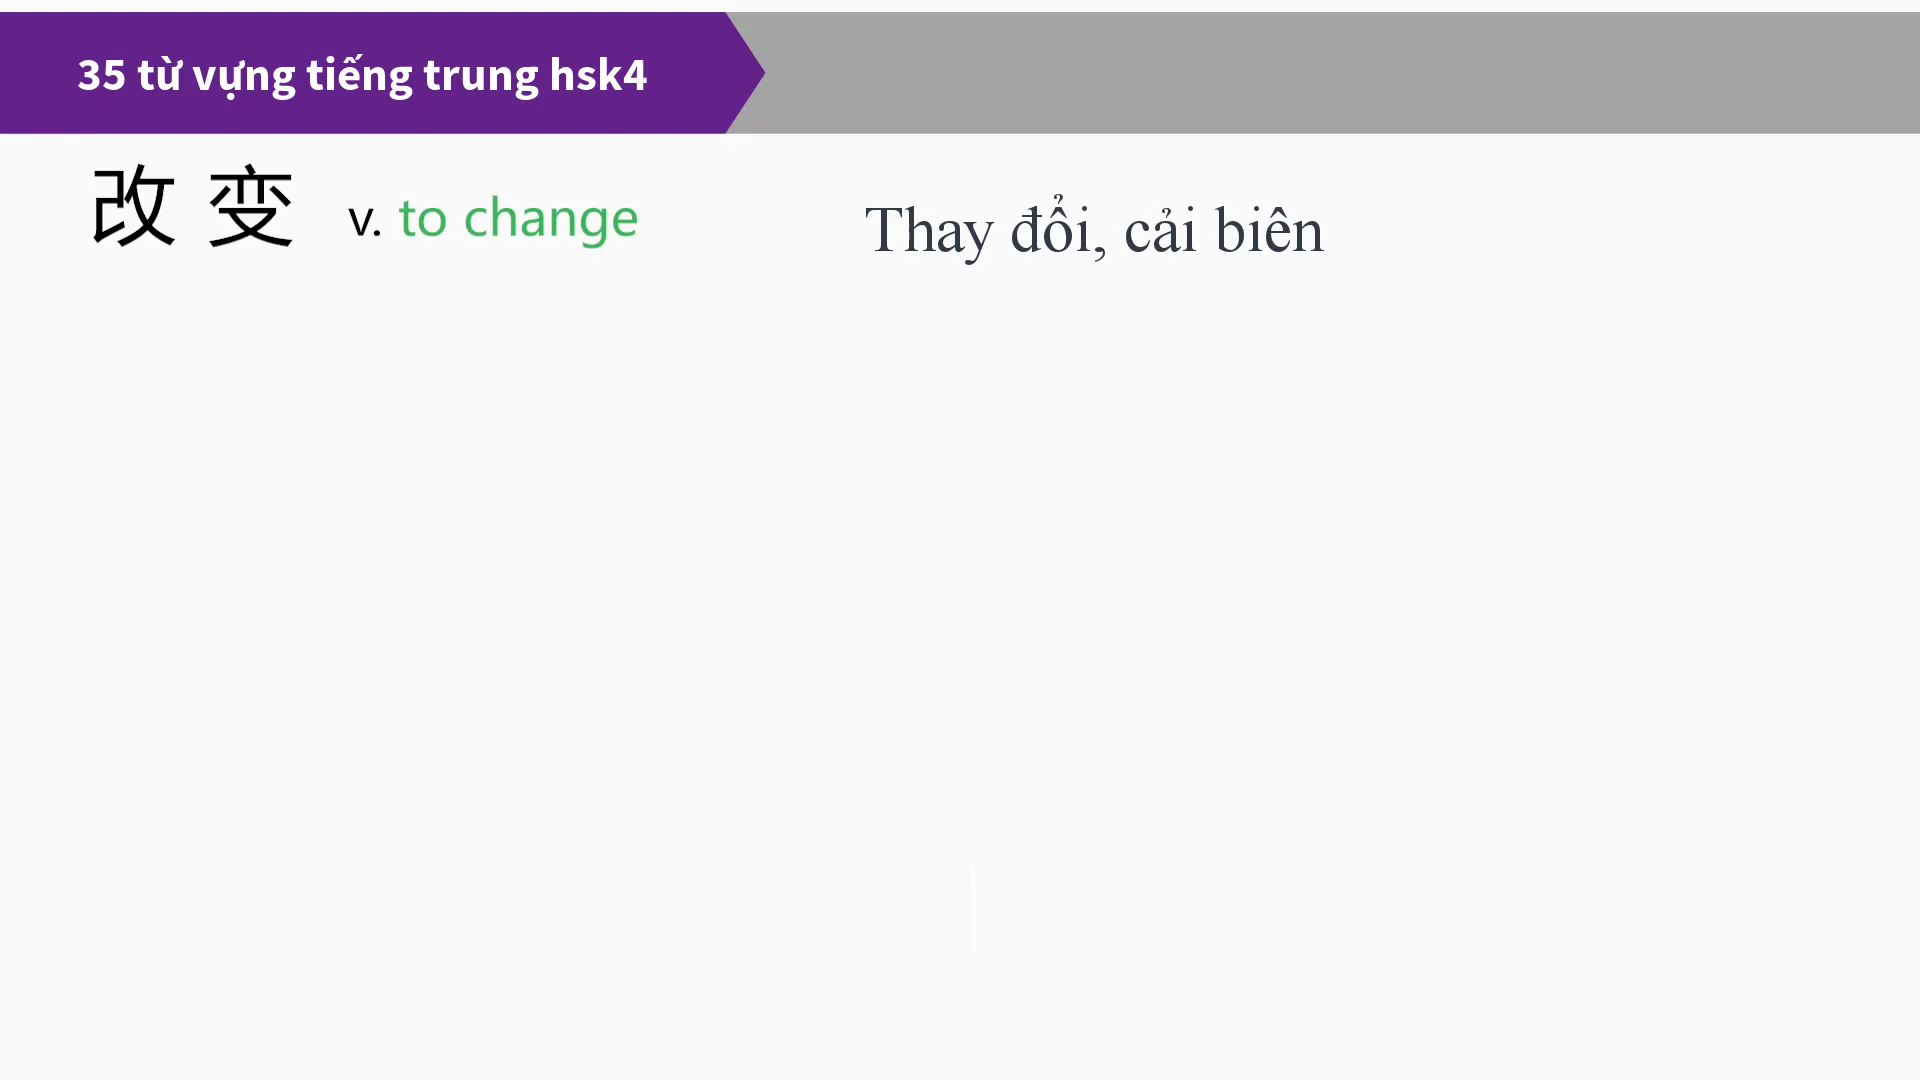 35 từ vựng tiếng trung hsk4
改变 v. to change Thay đổi, cải biên